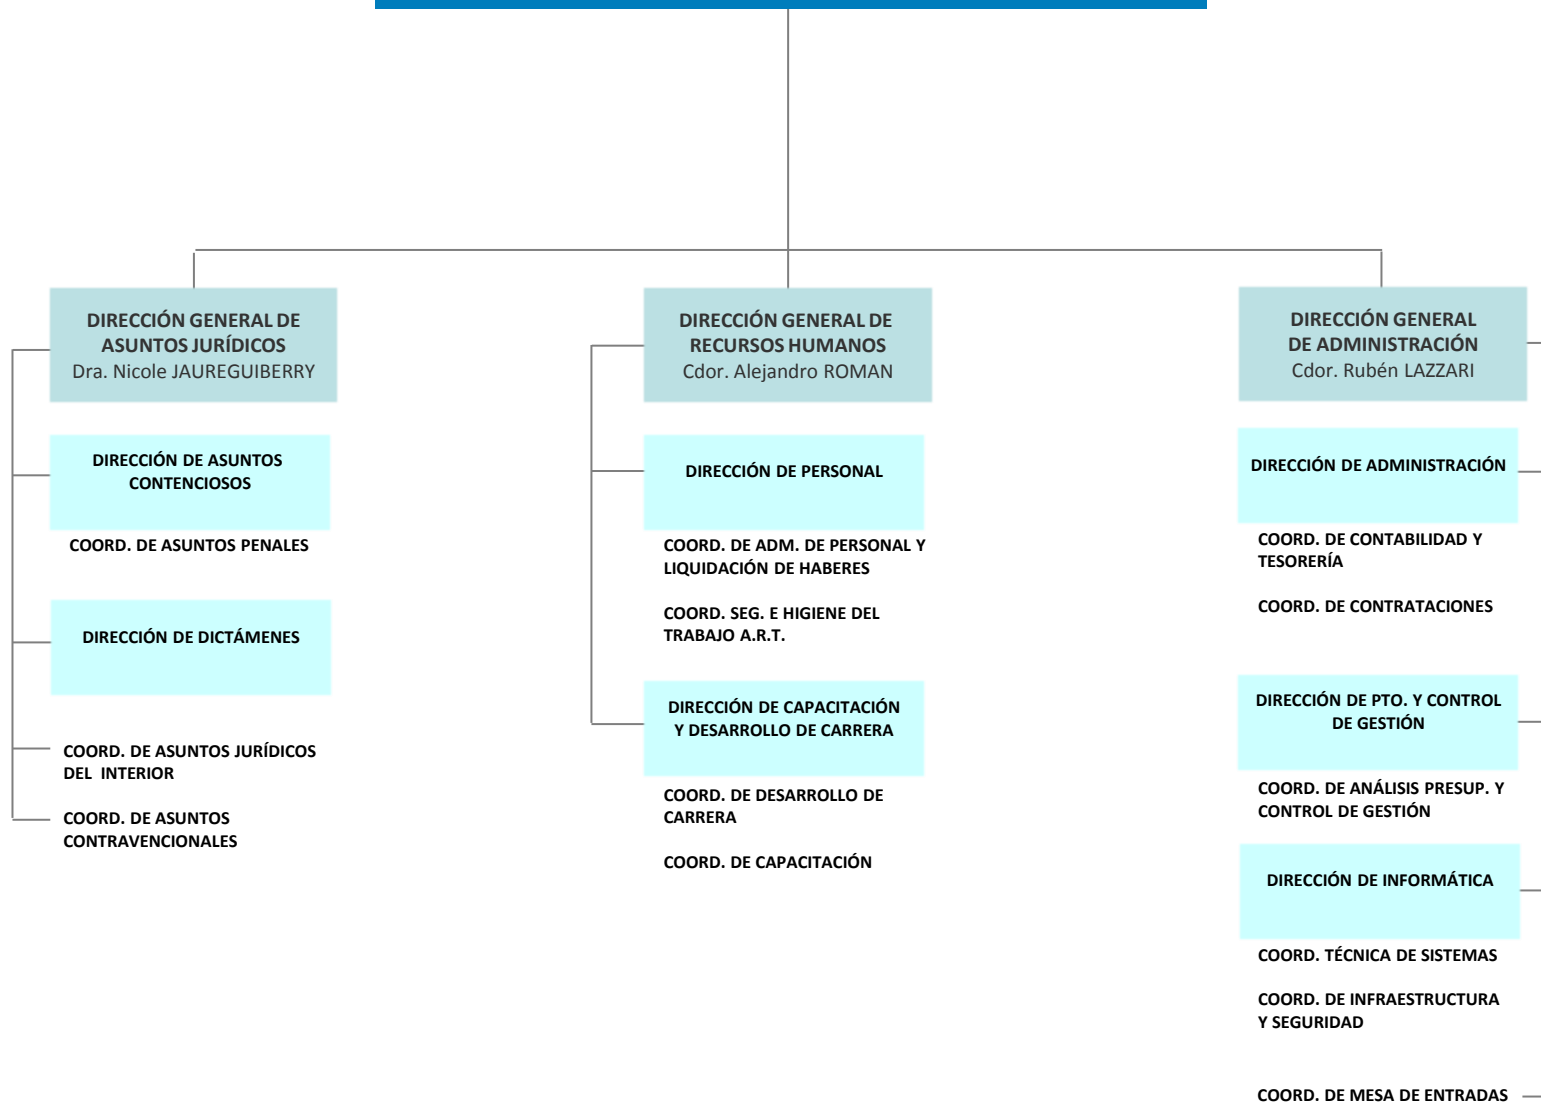 DIRECCIÓN GENERAL DE
ASUNTOS JURÍDICOS
Dra. Nicole JAUREGUIBERRY
DIRECCIÓN DE ASUNTOS
CONTENCIOSOS
COORD. DE ASUNTOS PENALES
DIRECCIÓN DE DICTÁMENES
COORD. DE ASUNTOS JURÍDICOS
DEL INTERIOR
COORD. DE ASUNTOS
CONTRAVENCIONALES
DIRECCIÓN GENERAL DE
RECURSOS HUMANOS
Cdor. Alejandro ROMAN
DIRECCIÓN DE PERSONAL
COORD. DE ADM. DE PERSONAL Y
LIQUIDACIÓN DE HABERES
COORD. SEG. E HIGIENE DEL
TRABAJO A.R.T.
DIRECCIÓN DE CAPACITACIÓN
Y DESARROLLO DE CARRERA
COORD. DE DESARROLLO DE
CARRERA
COORD. DE CAPACITACIÓN
DIRECCIÓN GENERAL
DE ADMINISTRACIÓN
Cdor. Rubén LAZZARI
DIRECCIÓN DE ADMINISTRACIÓN
COORD. DE CONTABILIDAD Y
TESORERÍA
COORD. DE CONTRATACIONES
DIRECCIÓN DE PTO. Y CONTROL
DE GESTIÓN
COORD. DE ANÁLISIS PRESUP. Y
CONTROL DE GESTIÓN
DIRECCIÓN DE INFORMÁTICA
COORD. TÉCNICA DE SISTEMAS
COORD. DE INFRAESTRUCTURA
Y SEGURIDAD
COORD. DE MESA DE ENTRADAS